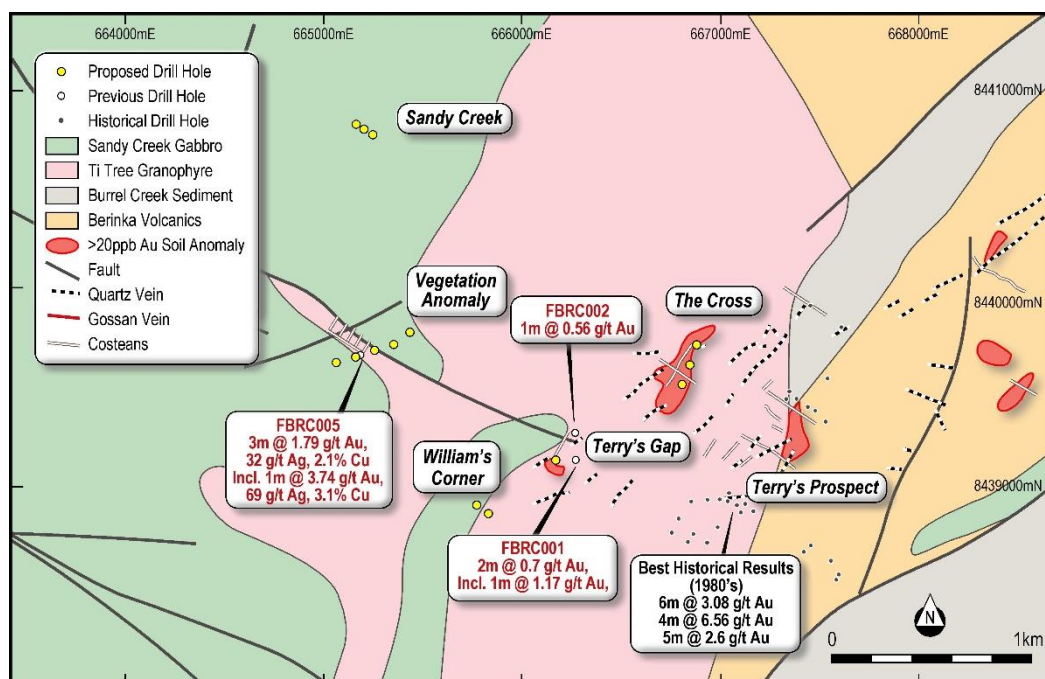 664000mE
665000mE
666000mE
667000mE
668000mE
Proposed Drill Hole
Previous Drill Hole
Historical Drill Hole
Sandy Creek Gabbro
Ti Tree Granophyre
Burrel Creek Sediment
Berinka Volcanics
>20ppb Au Soil Anomaly
Fault
Quartz Vein
Gossan Vein
Costeans
8441000mN
Sandy Creek
Vegetation
Anomaly
FBRC002
1m @ 0.56 g/t Au
The Cross
8440000mN
FBRC005
3m @ 1.79 g/t Au,
32 g/t Ag, 2.1% Cu
Incl. 1m @ 3.74 g/t Au,
69 g/t Ag, 3.1% Cu
William's
Corner
Terry's Gap
Terry's Prospect
8439000mN
FBRC001
2m @ 0.7 g/t Au,
Incl. 1m @ 1.17 g/t Au,
Best Historical Results
(1980's)
6m @ 3.08 g/t Au
4m @ 6.56 g/t Au
5m @ 2.6 g/t Au
N
0
1km